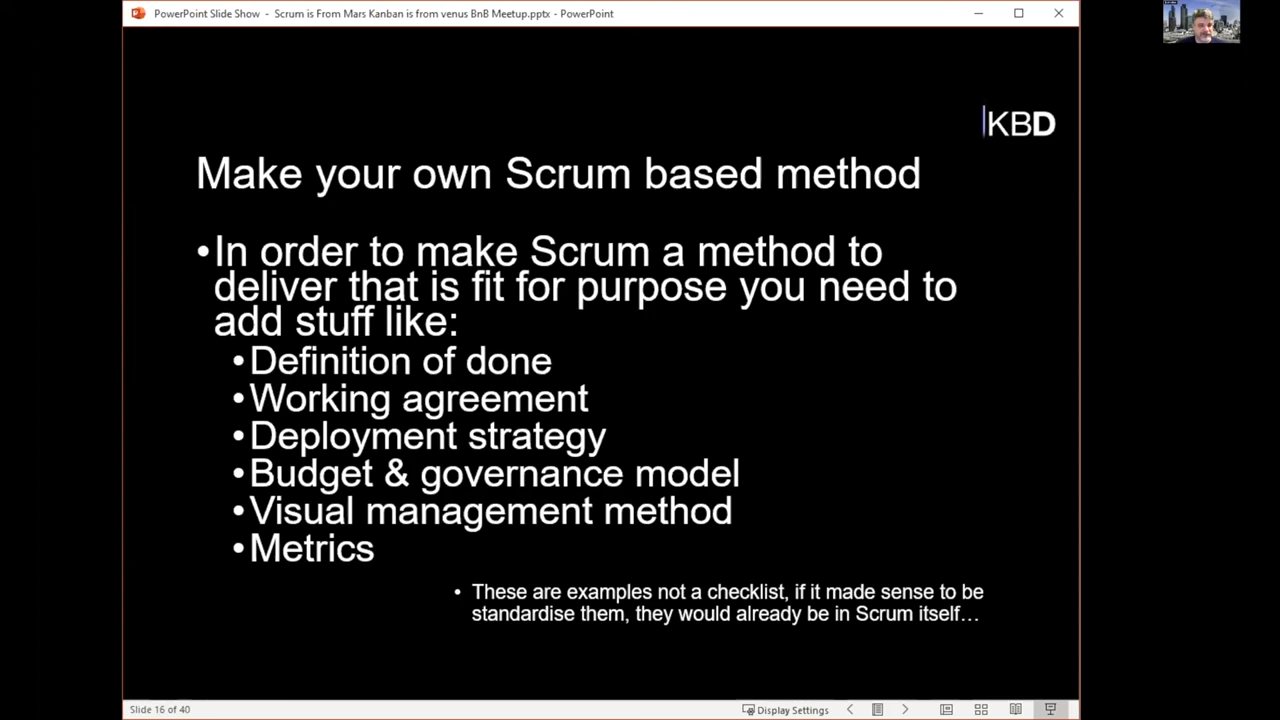 PowerPoint Slide Show - Scrum is From Mars Kanban is from venus BnB Meetup.pptx - PowerPoint
KBD
Make your own Scrum based method
•In order to make Scrum a method to
deliver that is fit for purpose you need to
add stuff like:
•Definition of done
•Working agreement
•Deployment strategy
•Budget & governance model
•Visual management method
•Metrics
• These are examples not a checklist, if it made sense to be
standardise them, they would already be in Scrum itself…
Slide 16 of 40
Display Settings